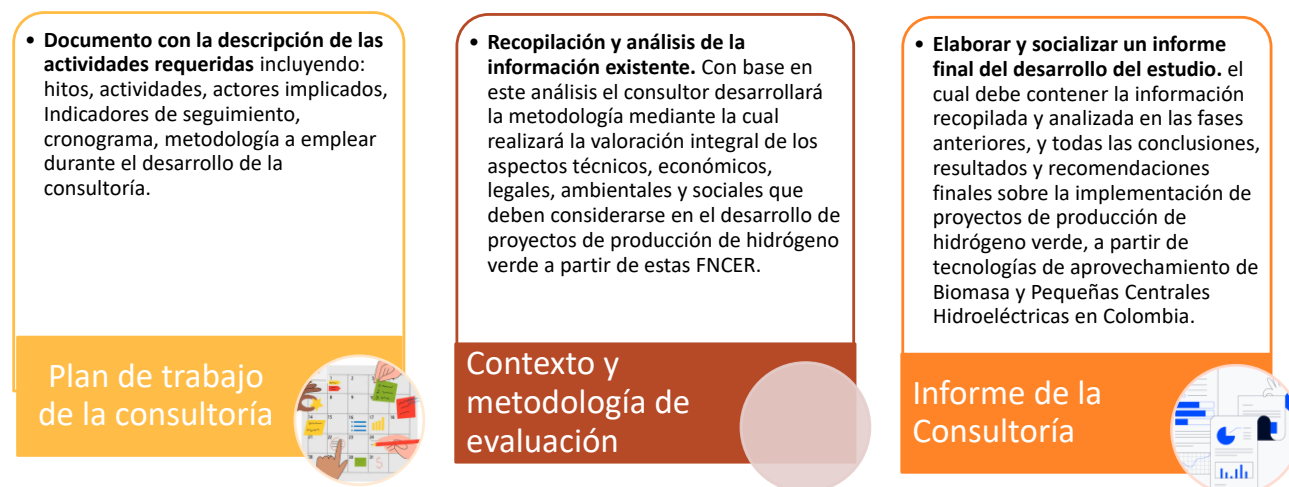 • Documento con la descripción de las
actividades requeridas incluyendo:
hitos, actividades, actores implicados,
Indicadores de seguimiento,
cronograma, metodología a emplear
durante el desarrollo de la
consultoría.
Plan de trabajo
de la consultoría
• Recopilación y análisis de la
información existente. Con base en
este análisis el consultor desarrollará
la metodología mediante la cual
realizará la valoración integral de los
aspectos técnicos, económicos,
legales, ambientales y sociales que
deben considerarse en el desarrollo de
proyectos de producción de hidrógeno
verde a partir de estas FNCER.
Contexto y
metodología de
evaluación
• Elaborar y socializar un informe
final del desarrollo del estudio. el
cual debe contener la información
recopilada y analizada en las fases
anteriores, y todas las conclusiones,
resultados y recomendaciones
finales sobre la implementación de
proyectos de producción de
hidrógeno verde, a partir de
tecnologías de aprovechamiento de
Biomasa y Pequeñas Centrales
Hidroeléctricas en Colombia.
Informe de la
Consultoría